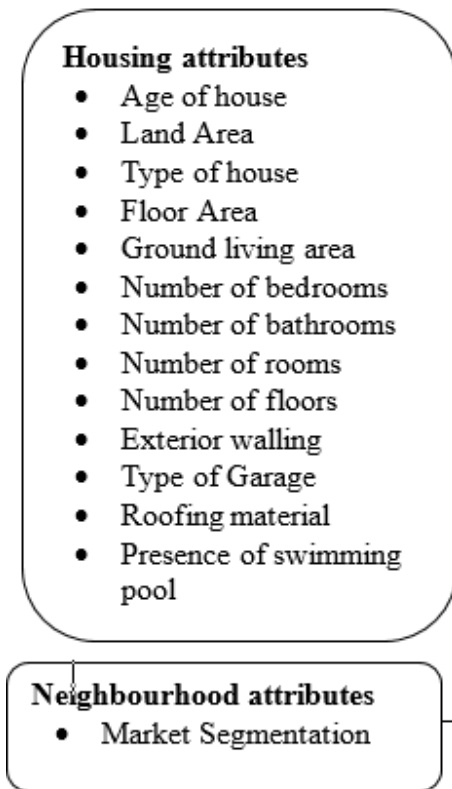 Housing attributes
• Age of house
• Land Area
• Type of house
• Floor Area
• Ground living area
• Number of bedrooms
• Number of bathrooms
• Number of rooms
• Number of floors
• Exterior walling
• Type of Garage
• Roofing material
• Presence of swimming
pool
Neighbourhood attributes
• Market Segmentation